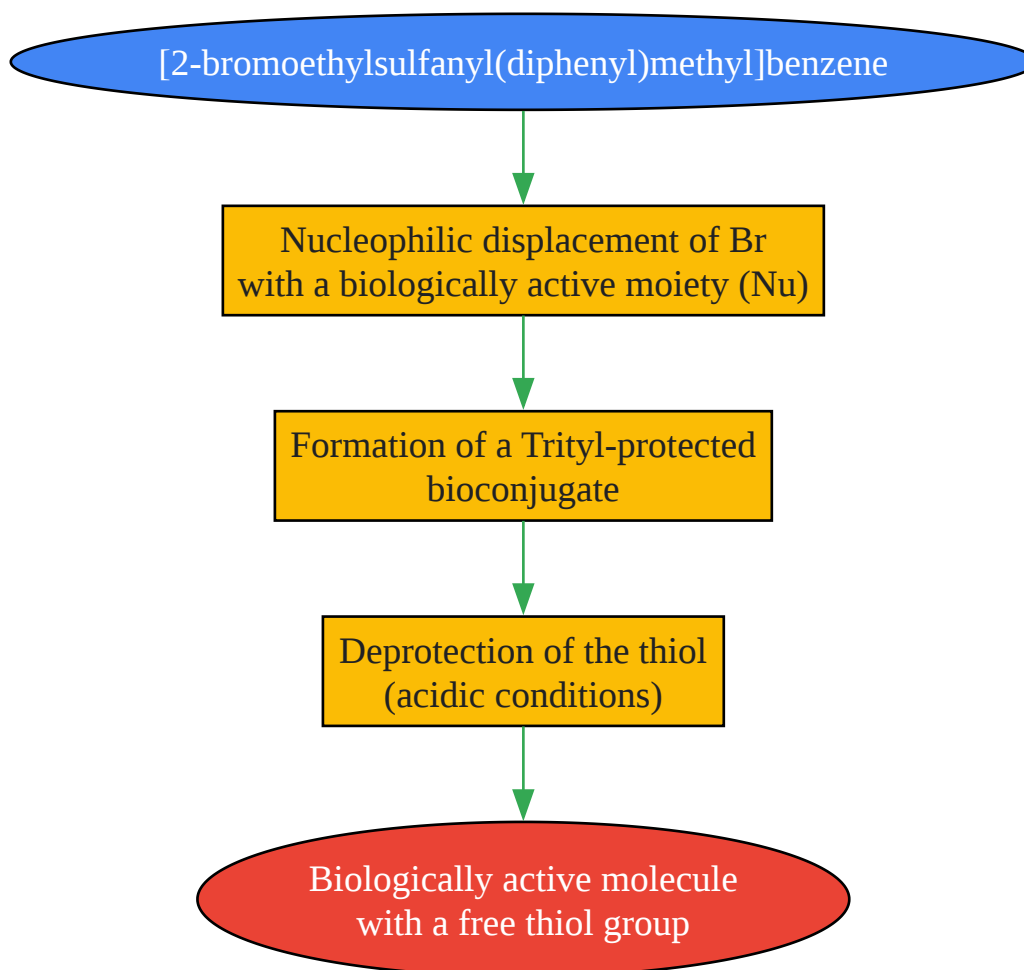 [2-bromoethylsulfanyl(diphenyl)methyl]benzene
Nucleophilic displacement of Br
with a biologically active moiety (Nu)
Formation of a Trityl-protected
bioconjugate
Deprotection of the thiol
(acidic conditions)
Biologically active molecule
with a free thiol group